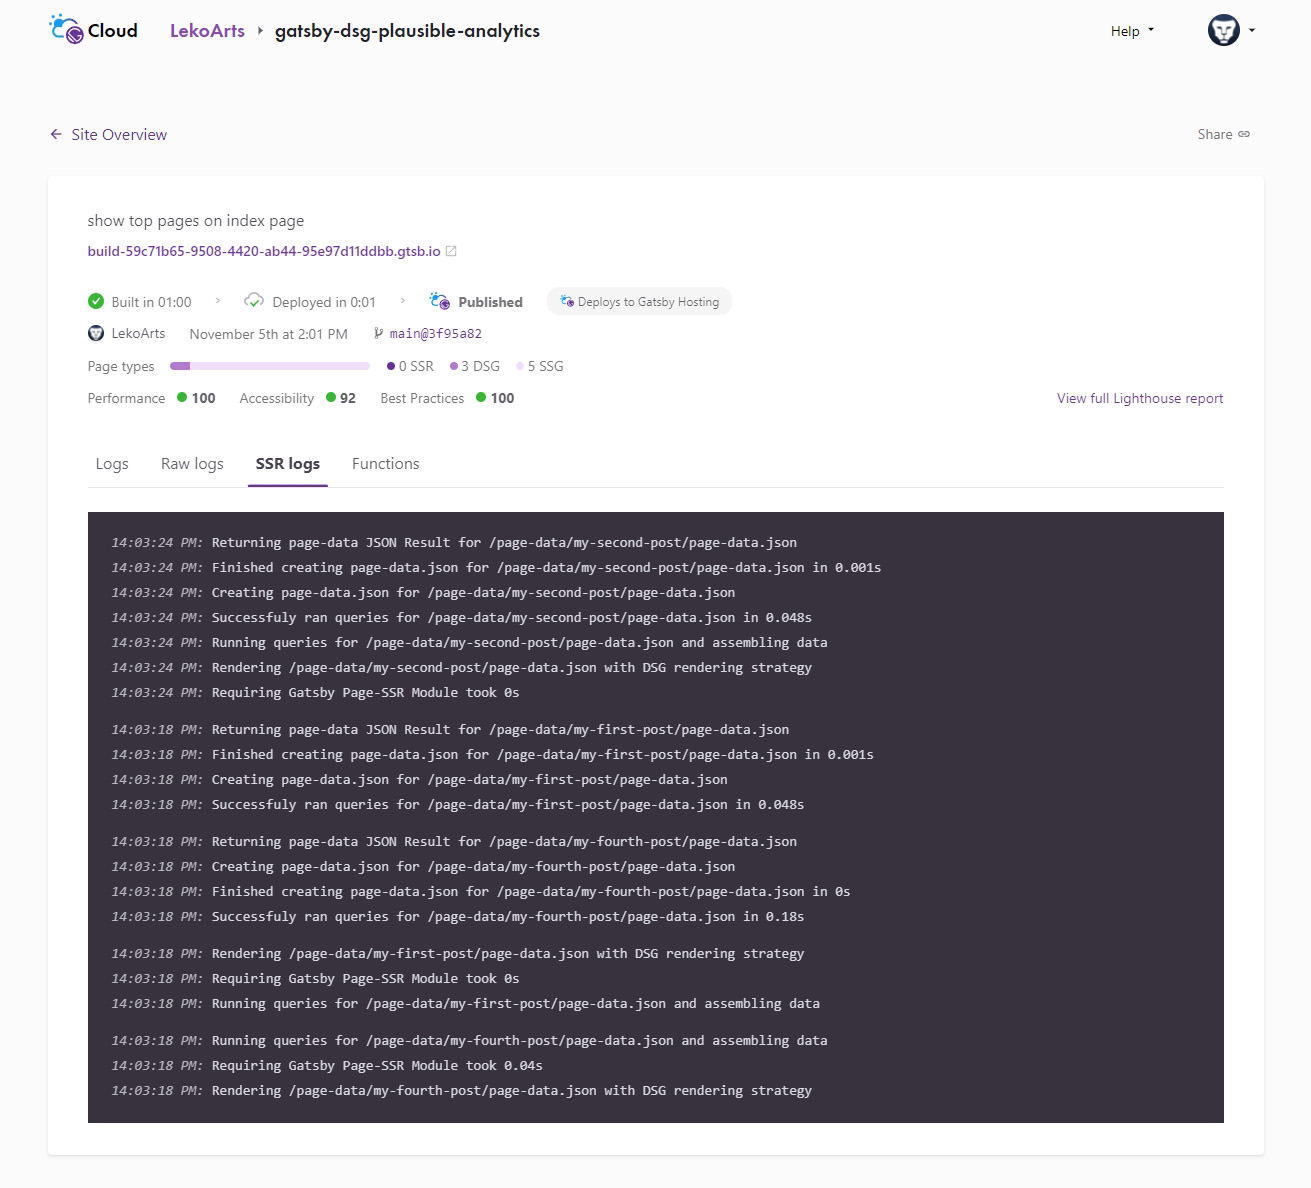 Cloud LekoArts gatsby-dsg-plausible-analytics Help
Site Overview Share
show top pages on index page
build-59c71b65-9508-4420-ab44-95e97d11ddbb.gtsb.io
Built in 01:00 Deployed in 0:01 Published Deploys to Gatsby Hosting
LekoArts November 5th at 2:01 PM main@3f95a82
Page types 0 SSR 3 DSG 5 SSG
Performance 100 Accessibility 92 Best Practices 100 View full Lighthouse report
Logs Raw logs SSR logs Functions
14:03:24 PM: Returning page-data JSON Result for /page-data/my-second-post/page-data.json
14:03:24 PM: Finished creating page-data.json for /page-data/my-second-post/page-data.json in 0.001s
14:03:24 PM: Creating page-data.json for /page-data/my-second-post/page-data.json
14:03:24 PM: Successfuly ran queries for /page-data/my-second-post/page-data.json in 0.048s
14:03:24 PM: Running queries for /page-data/my-second-post/page-data.json and assembling data
14:03:24 PM: Rendering /page-data/my-second-post/page-data.json with DSG rendering strategy
14:03:24 PM: Requiring Gatsby Page-SSR Module took 0s
14:03:18 PM: Returning page-data JSON Result for /page-data/my-first-post/page-data.json
14:03:18 PM: Finished creating page-data.json for /page-data/my-first-post/page-data.json in 0.001s
14:03:18 PM: Creating page-data.json for /page-data/my-first-post/page-data.json
14:03:18 PM: Successfuly ran queries for /page-data/my-first-post/page-data.json in 0.048s
14:03:18 PM: Returning page-data JSON Result for /page-data/my-fourth-post/page-data.json
14:03:18 PM: Creating page-data.json for /page-data/my-fourth-post/page-data.json
14:03:18 PM: Finished creating page-data.json for /page-data/my-fourth-post/page-data.json in 0s
14:03:18 PM: Successfuly ran queries for /page-data/my-fourth-post/page-data.json in 0.18s
14:03:18 PM: Rendering /page-data/my-first-post/page-data.json with DSG rendering strategy
14:03:18 PM: Requiring Gatsby Page-SSR Module took 0s
14:03:18 PM: Running queries for /page-data/my-first-post/page-data.json and assembling data
14:03:18 PM: Running queries for /page-data/my-fourth-post/page-data.json and assembling data
14:03:18 PM: Requiring Gatsby Page-SSR Module took 0.04s
14:03:18 PM: Rendering /page-data/my-fourth-post/page-data.json with DSG rendering strategy